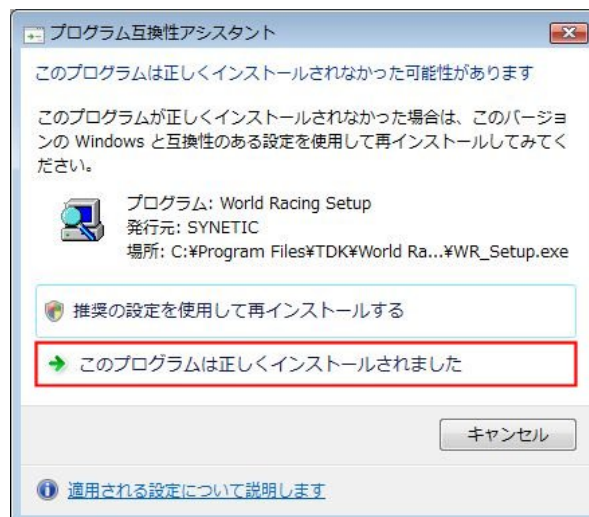 プログラム互換性アシスタント
このプログラムは正しくインストールされなかった可能性があります
このプログラムが正しくインストールされなかった場合は、このバージョ
ンの Windows と互換性のある設定を使用して再インストールしてみてく
ださい。
プログラム: World Racing Setup
発行元: SYNETIC
場所: C:¥Program Files¥TDK¥World Ra...¥WR_Setup.exe
推奨の設定を使用して再インストールする
このプログラムは正しくインストールされました
キャンセル
適用される設定について説明します